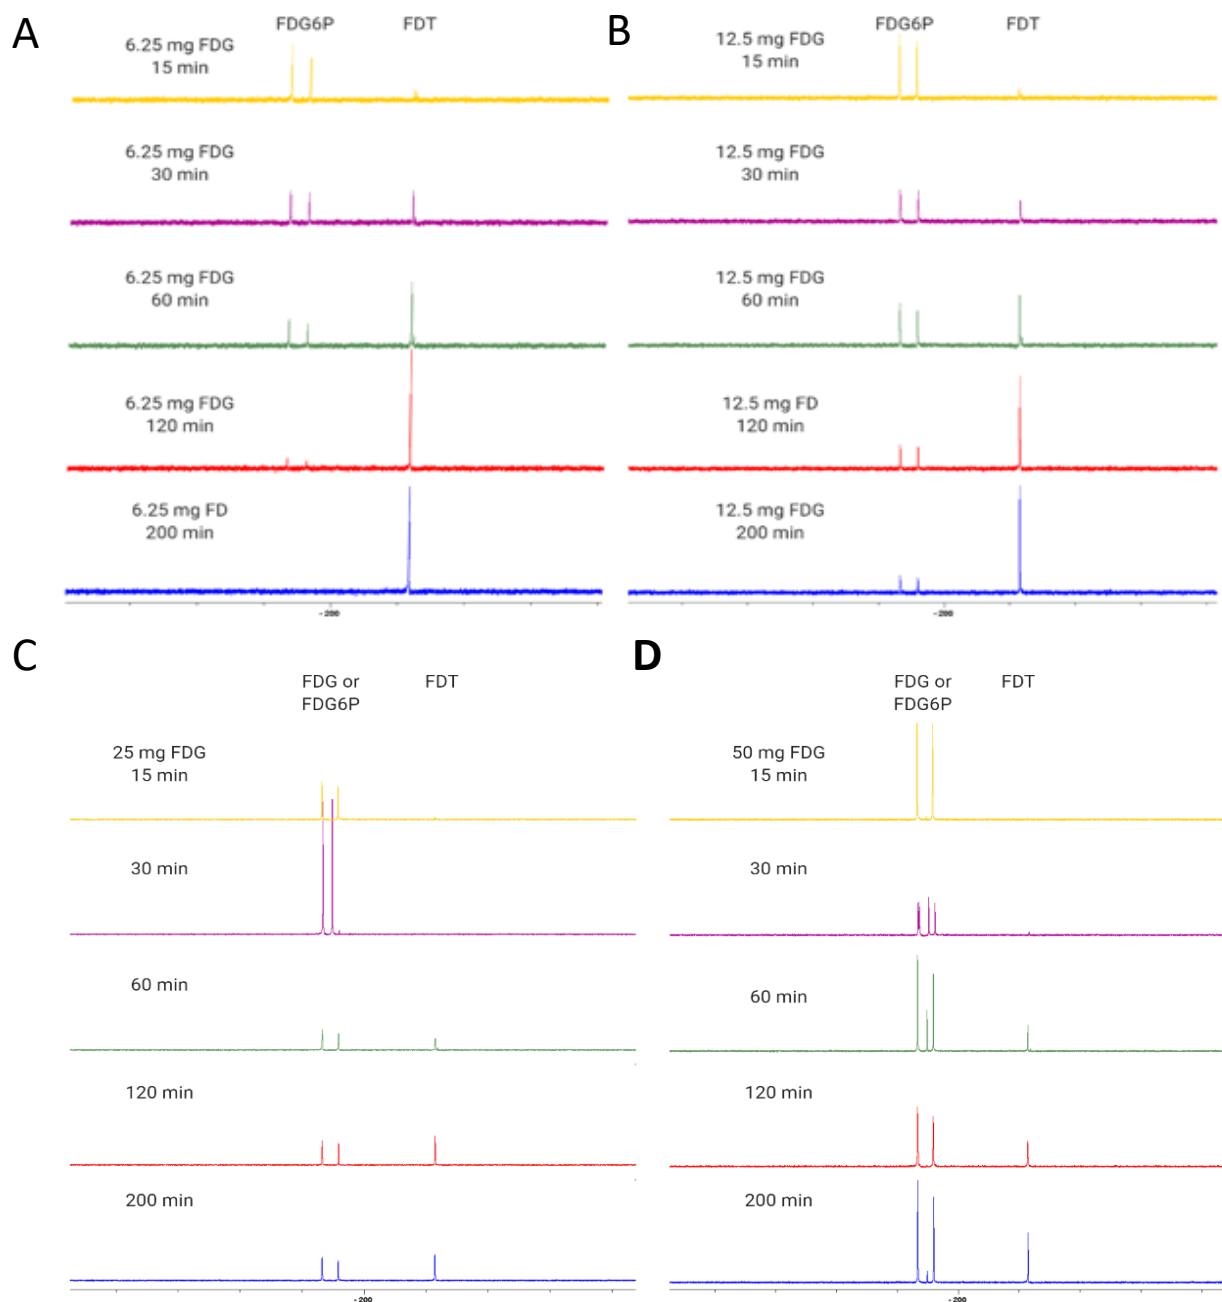 A
FDG6P
FDT
6.25 mg FDG
15 min
6.25 mg FDG
30 min
6.25 mg FDG
60 min
6.25 mg FDG
120 min
6.25 mg FD
200 min
-200
B
FDG6P
FDT
12.5 mg FDG
15 min
12.5 mg FDG
30 min
12.5 mg FDG
60 min
12.5 mg FD
120 min
12.5 mg FDG
200 min
-200
C
FDG or
FDG6P
FDT
25 mg FDG
15 min
30 min
60 min
120 min
200 min
-200
D
FDG or
FDG6P
FDT
50 mg FDG
15 min
30 min
60 min
120 min
200 min
-200